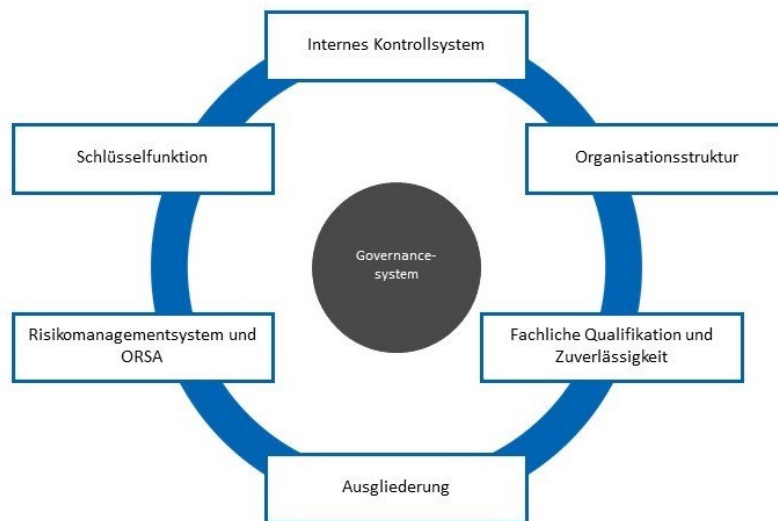 Internes Kontrollsystem
Schlüsselfunktion
Organisationsstruktur
Governance-
system
Risikomanagementsystem und
ORSA
Fachliche Qualifikation und
Zuverlässigkeit
Ausgliederung